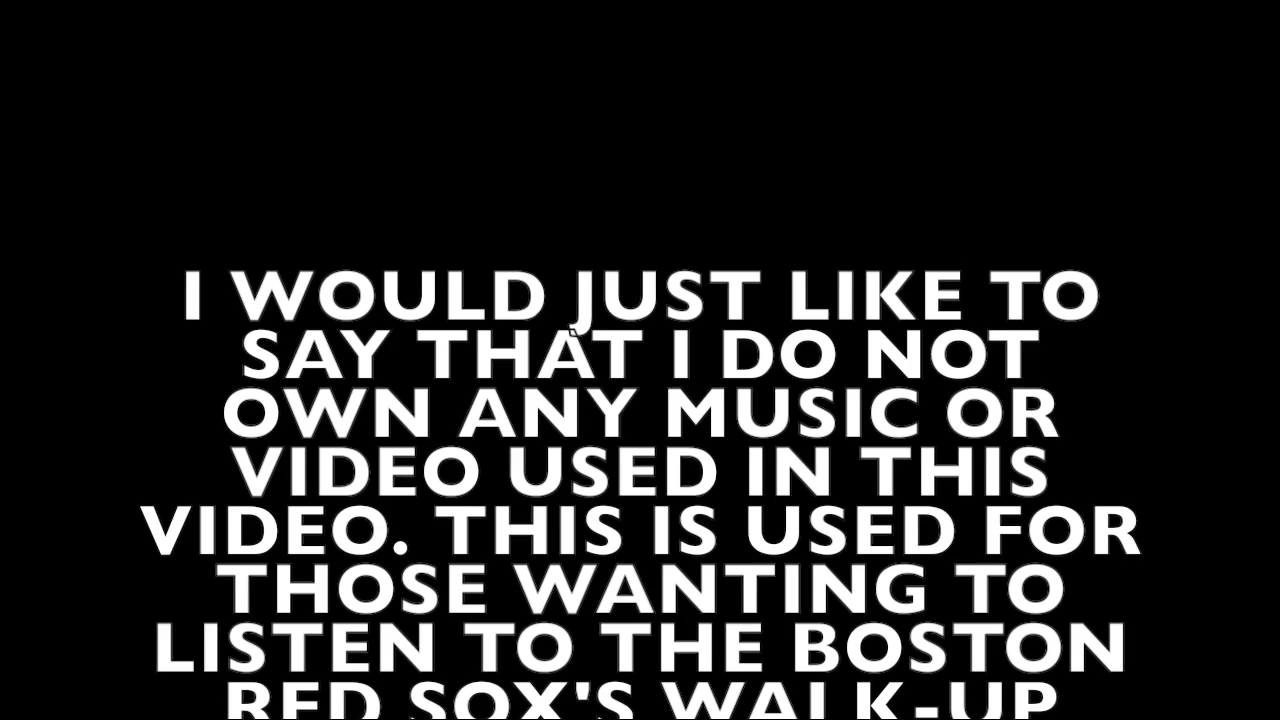 I WOULD JUST LIKE TO
SAY THAT I DO NOT
OWN ANY MUSIC OR
VIDEO USED IN THIS
VIDEO. THIS IS USED FOR
THOSE WANTING TO
LISTEN TO THE BOSTON
RED SOX'S WALK-UP